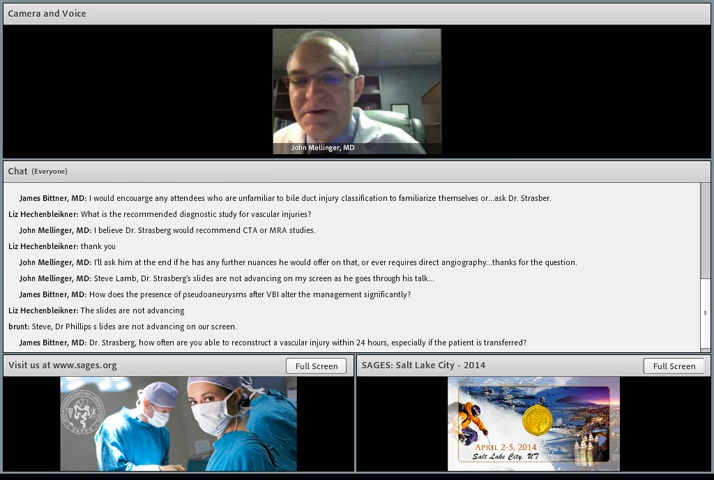 Camera and Voice
John Mellinger, MD
Chat (Everyone)
James Bittner, MD: I would encouarge any attendees who are unfamiliar to bile duct injury classification to familiarize themselves or...ask Dr. Strasber.
Liz Hechenbleikner: What is the recommended diagnostic study for vascular injuries?
John Mellinger, MD: I believe Dr. Strasberg would recommend CTA or MRA studies.
Liz Hechenbleikner: thank you
John Mellinger, MD: I'll ask him at the end if he has any further nuances he would offer on that, or ever requires direct angiography...thanks for the question.
John Mellinger, MD: Steve Lamb, Dr. Strasberg's slides are not advancing on my screen as he goes through his talk...
James Bittner, MD: How does the presence of pseudoaneurysms after VBI alter the management significantly?
Liz Hechenbleikner: The slides are not advancing
brunt: Steve, Dr Phillips s lides are not advancing on our screen.
James Bittner, MD: Dr. Strasberg, how often are you able to reconstruct a vascular injury within 24 hours, especially if the patient is transferred?
Visit us at www.sages.org
Full Screen
SAGES: Salt Lake City - 2014
Full Screen
April 2-5, 2014
Salt Lake City, UT